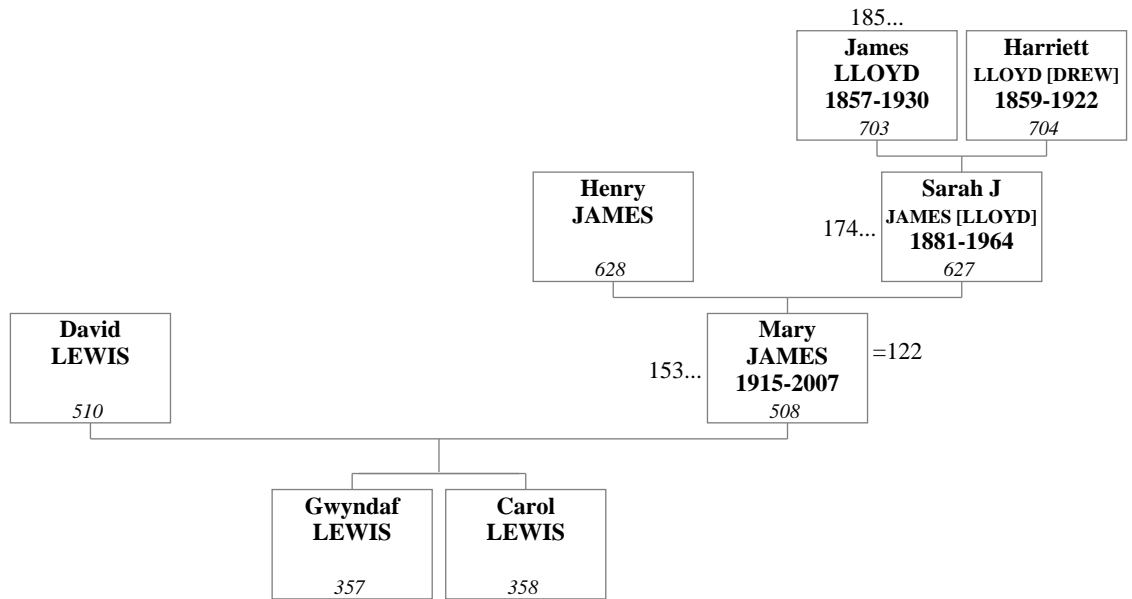 185...
James
LLOYD
1857-1930
703
Harriett
LLOYD [DREW]
1859-1922
704
Henry
JAMES
628
174...
Sarah J
JAMES [LLOYD]
1881-1964
627
David
LEWIS
510
153...
Mary
JAMES
1915-2007
508
=122
Gwyndaf
LEWIS
357
Carol
LEWIS
358